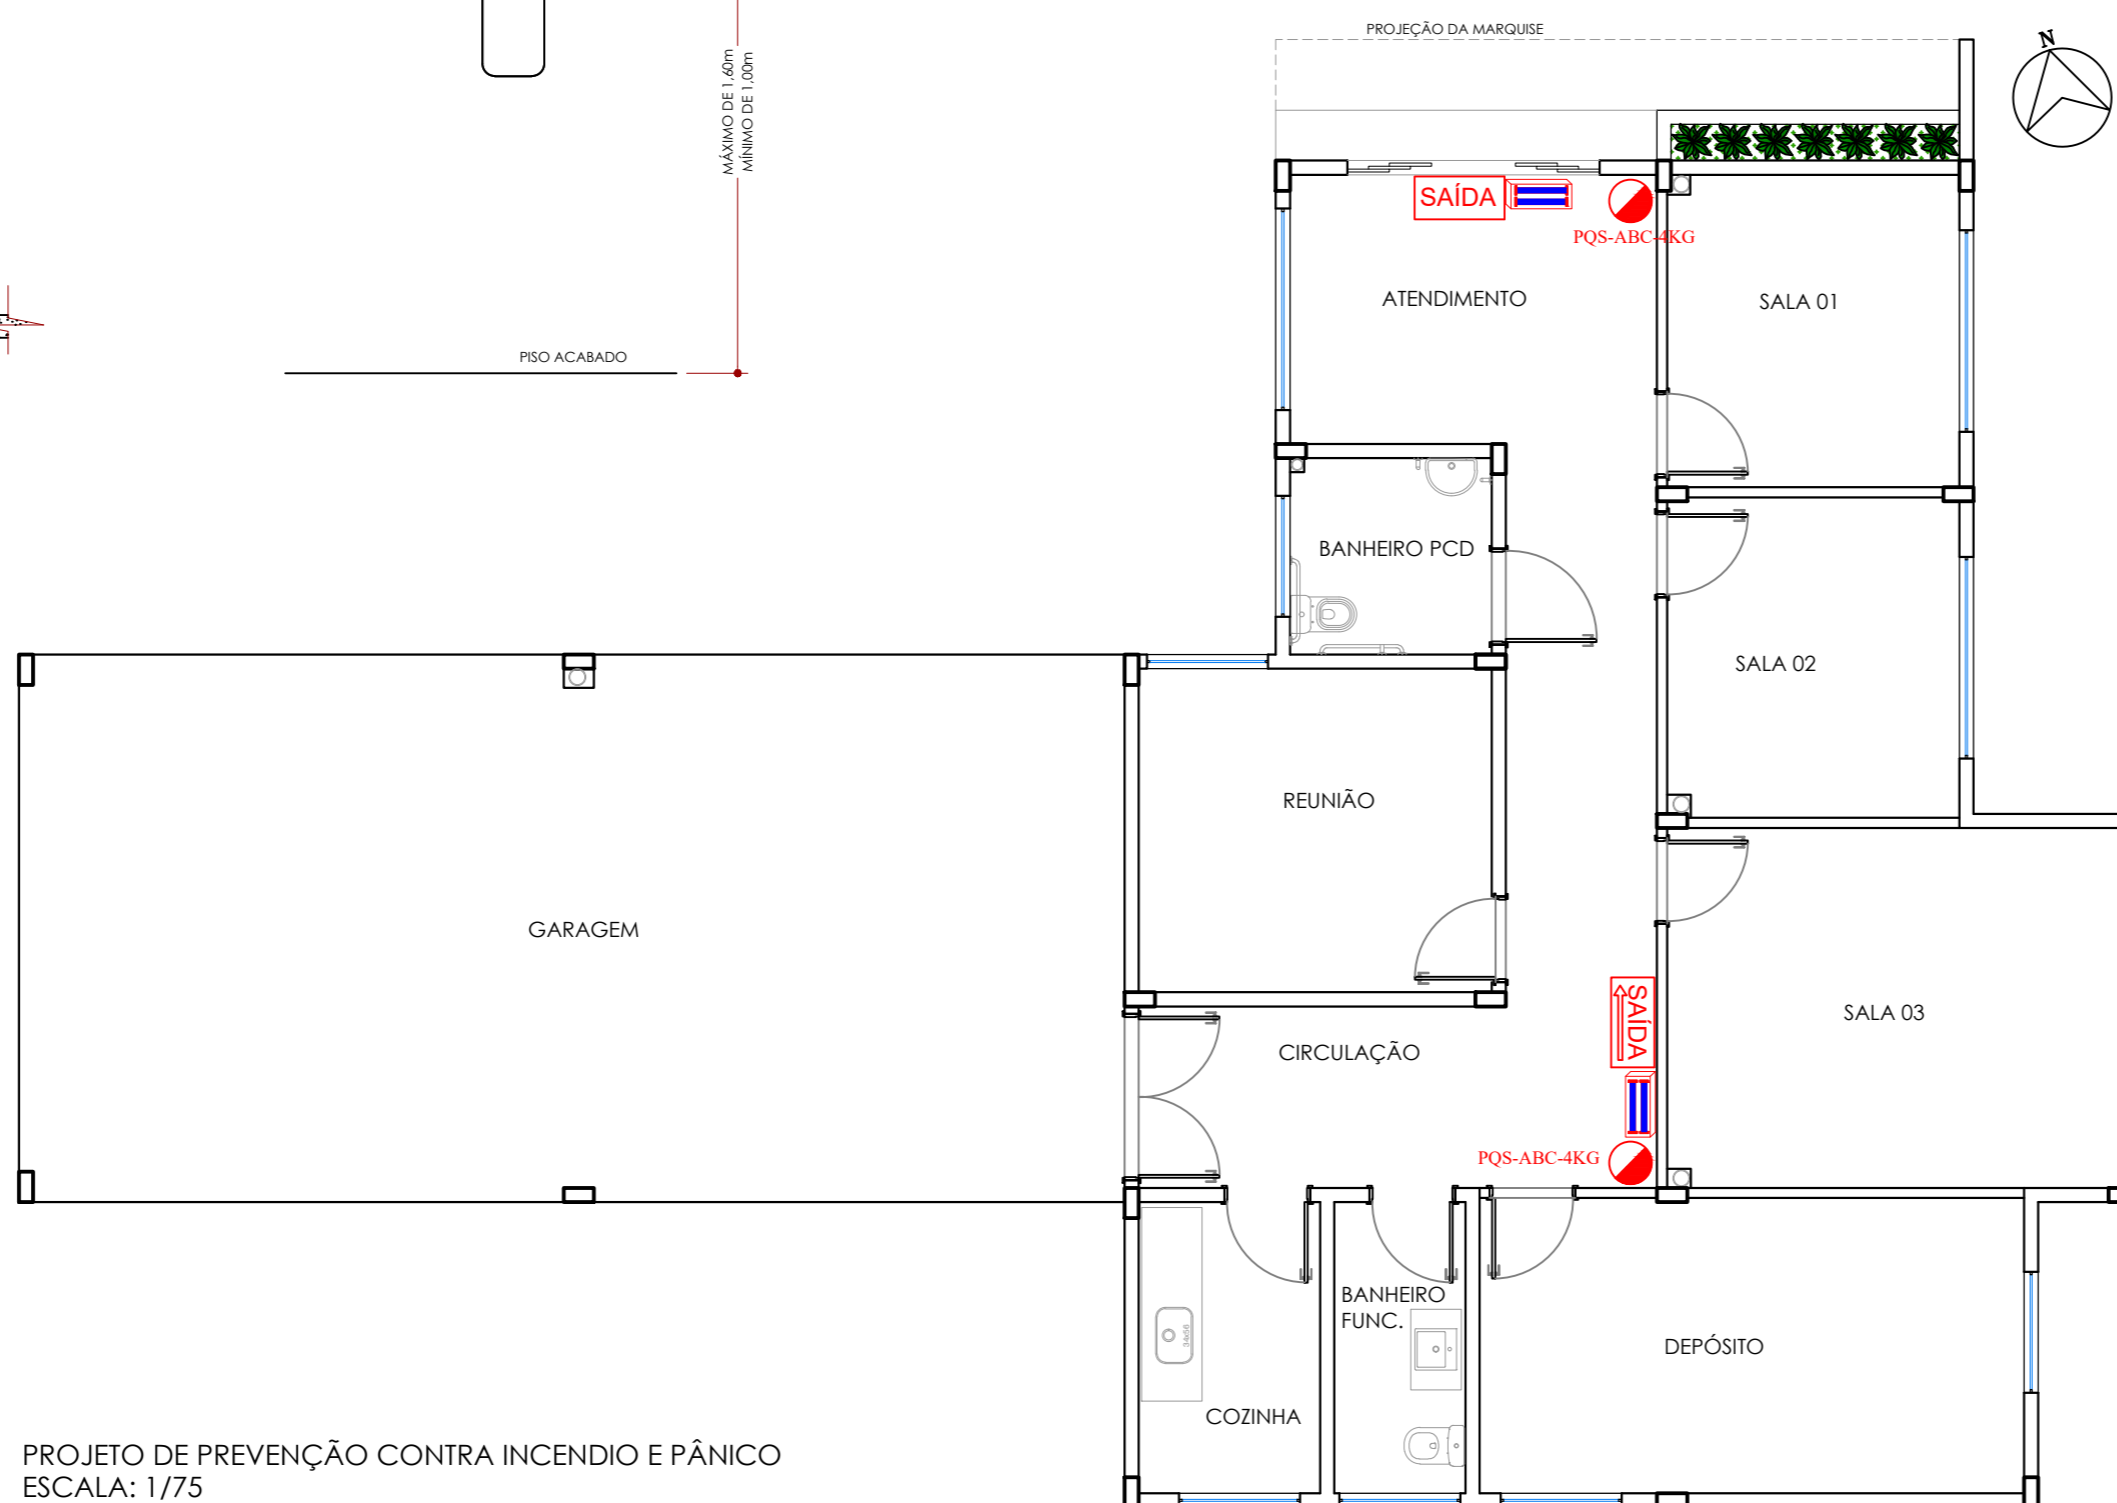 PROJEÇÃO DA MARQUISE
N
MÁXIMO DE 1,60m
MÍNIMO DE 1,00m
SAÍDA
PQS-ABC-4KG
ATENDIMENTO
SALA 01
PISO ACABADO
BANHEIRO PCD
SALA 02
REUNIÃO
GARAGEM
SALA 03
SAÍDA
CIRCULAÇÃO
PQS-ABC-4KG
BANHEIRO
FUNC.
DEPÓSITO
COZINHA
PROJETO DE PREVENÇÃO CONTRA INCENDIO E PÂNICO
ESCALA: 1/75